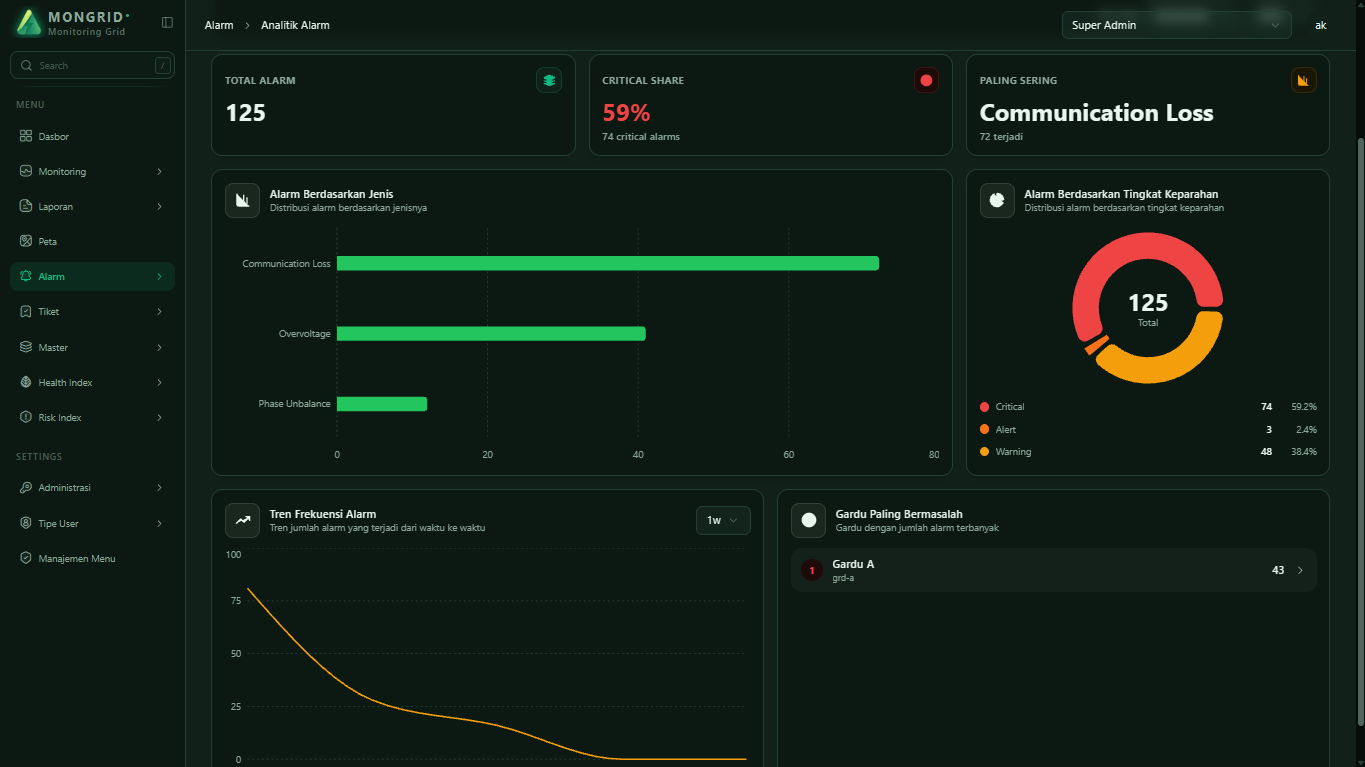 MONGRID
Monitoring Grid
Search
/
MENU
Dasbor
Monitoring
Laporan
Peta
Alarm
Tiket
Master
Health Index
Risk Index
SETTINGS
Administrasi
Tipe User
Manajemen Menu
Alarm
Analitik Alarm
Super Admin
ak
TOTAL ALARM
125
CRITICAL SHARE
59%
74 critical alarms
PALING SERING
Communication Loss
72 terjadi
Alarm Berdasarkan Jenis
Distribusi alarm berdasarkan jenisnya
Communication Loss
Overvoltage
Phase Unbalance
0 20 40 60 80
Alarm Berdasarkan Tingkat Keparahan
Distribusi alarm berdasarkan tingkat keparahan
125
Total
Critical 74 59.2%
Alert 3 2.4%
Warning 48 38.4%
Tren Frekuensi Alarm
Tren jumlah alarm yang terjadi dari waktu ke waktu
1w
100
75
50
25
0
Gardu Paling Bermasalah
Gardu dengan jumlah alarm terbanyak
1
Gardu A
grd-a
43